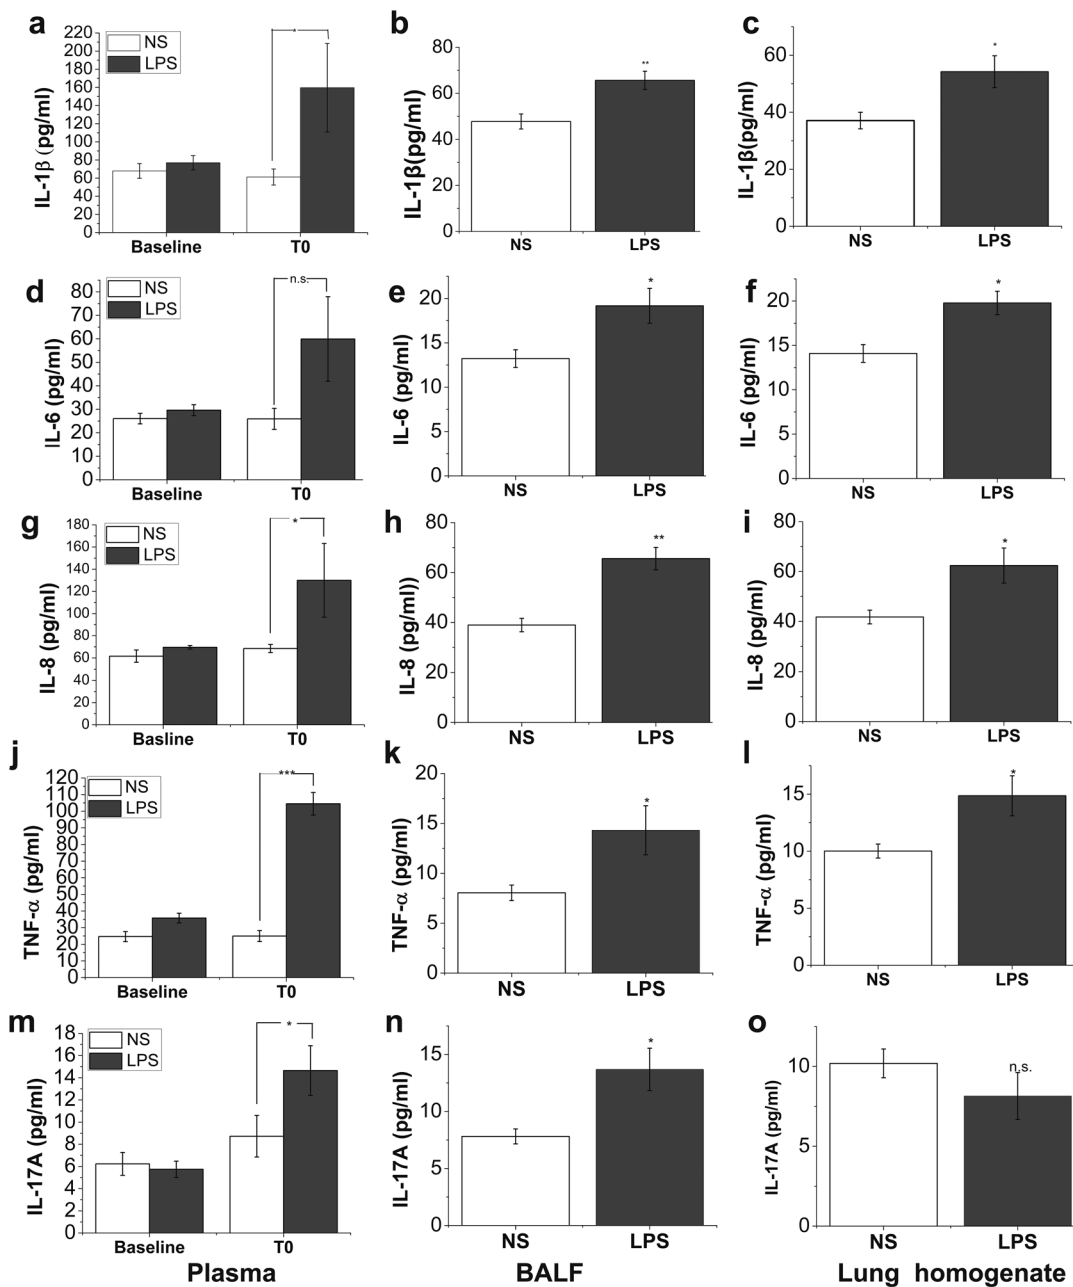 a
NS
LPS
*
220
200
180
160
140
120
100
80
60
40
20
0
IL-1β (pg/ml)
Baseline
T0
b
**
80
60
40
20
0
IL-1β(pg/ml)
NS
LPS
c
*
60
40
20
0
IL-1β(pg/ml)
NS
LPS
d
NS
LPS
n.s.
80
70
60
50
40
30
20
10
0
IL-6 (pg/ml)
Baseline
T0
e
*
20
15
10
5
0
IL-6 (pg/ml)
NS
LPS
f
*
20
15
10
5
0
IL-6 (pg/ml)
NS
LPS
g
NS
LPS
*
180
160
140
120
100
80
60
40
20
0
IL-8 (pg/ml)
Basline
T0
h
**
80
60
40
20
0
IL-8 (pg/ml))
NS
LPS
i
*
80
60
40
20
0
IL-8 (pg/ml)
NS
LPS
j
NS
LPS
***
120
110
100
90
80
70
60
50
40
30
20
10
0
TNF-α (pg/ml)
Baseline
T0
k
*
20
15
10
5
0
TNF-α (pg/ml)
NS
LPS
l
*
15
10
5
0
TNF-α (pg/ml)
NS
LPS
m
NS
LPS
*
18
16
14
12
10
8
6
4
2
0
IL-17A (pg/ml)
Baseline
T0
n
*
15
10
5
0
IL-17A (pg/ml)
NS
LPS
o
n.s.
10
5
0
IL-17A (pg/ml)
NS
LPS
Plasma
BALF
Lung homogenate